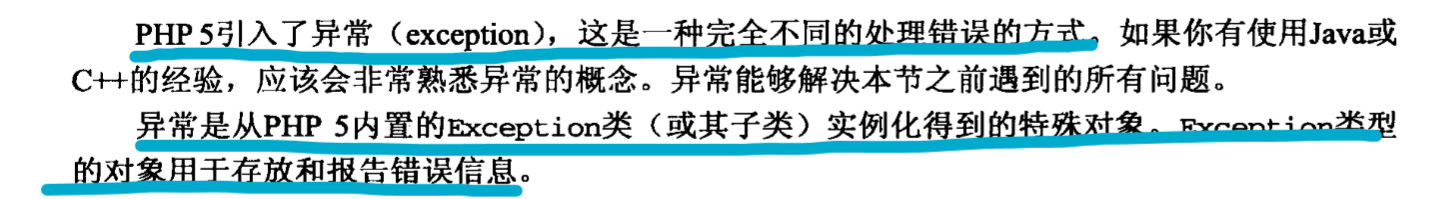 PHP 5引入了异常（exception），这是一种完全不同的处理错误的方式。如果你有使用Java或
C++的经验，应该会非常熟悉异常的概念。异常能够解决本节之前遇到的所有问题。
异常是从PHP 5内置的Exception类（或其子类）实例化得到的特殊对象。Exception类型
的对象用于存放和报告错误信息。